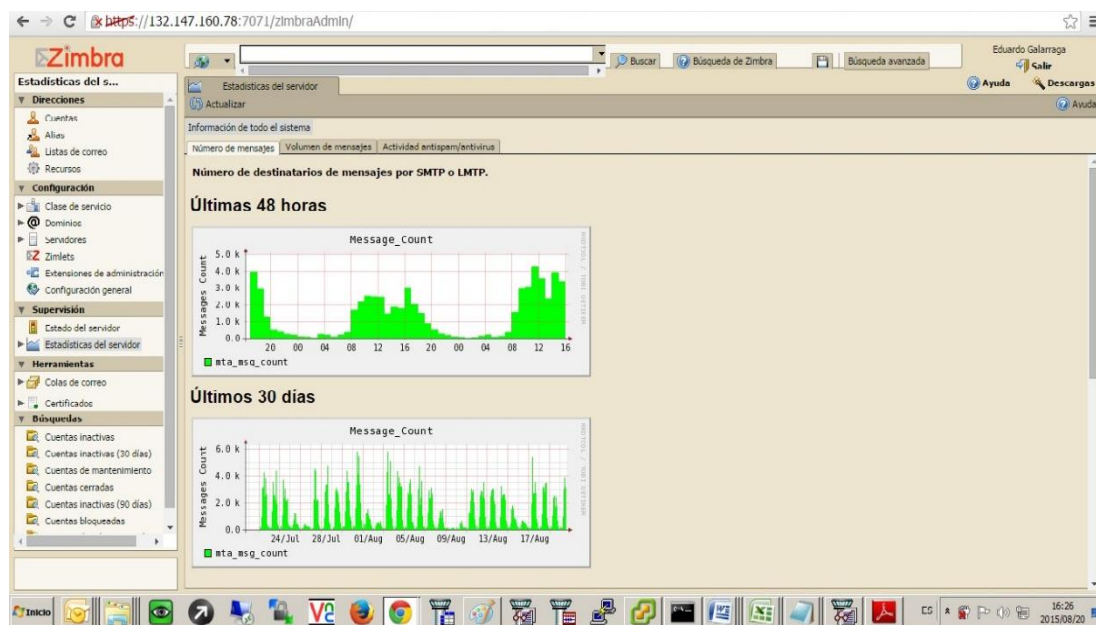 https://132.147.160.78:7071/zimbraAdmin/
Zimbra
Buscar
Búsqueda de Zimbra
Búsqueda avanzada
Eduardo Galarraga
Salir
Ayuda
Descargas
Estadísticas del s...
Direcciones
Cuentas
Alias
Listas de correo
Recursos
Configuración
Clase de servicio
Dominios
Servidores
Zimlets
Extensiones de administración
Configuración general
Supervisión
Estado del servidor
Estadísticas del servidor
Herramientas
Colas de correo
Certificados
Búsquedas
Cuentas inactivas
Cuentas inactivas (30 días)
Cuentas de mantenimiento
Cuentas cerradas
Cuentas inactivas (90 días)
Cuentas bloqueadas
Estadísticas del servidor
Actualizar
Ayuda
Información de todo el sistema
Número de mensajes Volumen de mensajes Actividad antispam/antivirus
Número de destinatarios de mensajes por SMTP o LMTP.
Últimas 48 horas
Message_Count
Messages Count
5.0 k
4.0 k
3.0 k
2.0 k
1.0 k
0.0
20 00 04 08 12 16 20 00 04 08 12 16
mta_msg_count
RRDTOOL / TOBI OETIKER
Últimos 30 días
Message_Count
Messages Count
6.0 k
4.0 k
2.0 k
0.0
24/Jul 28/Jul 01/Aug 05/Aug 09/Aug 13/Aug 17/Aug
mta_msg_count
RRDTOOL / TOBI OETIKER
Inicio
ES
16:26
2015/08/20